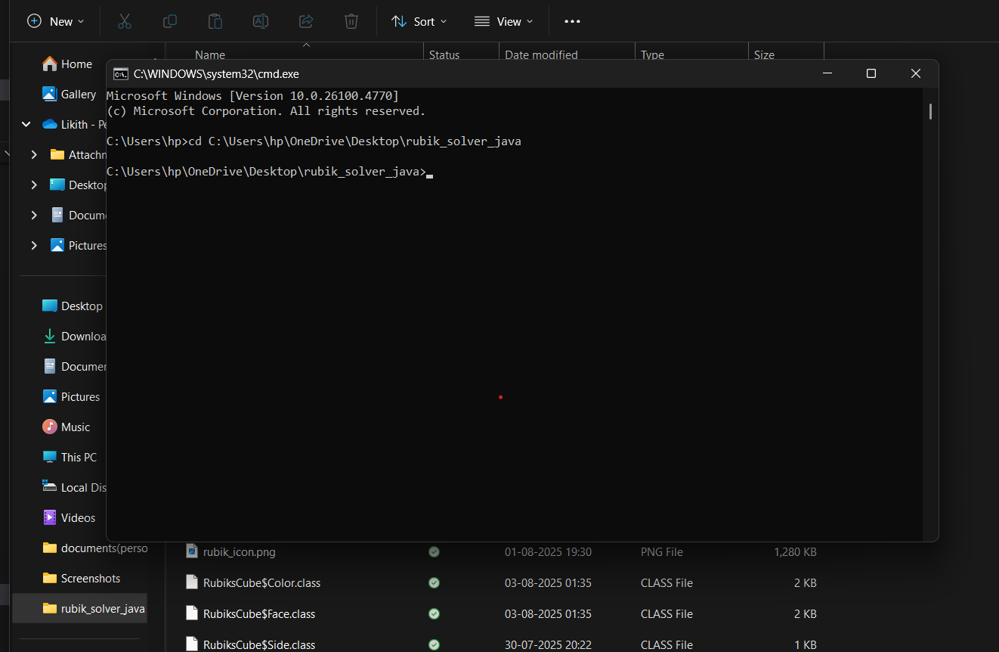 New
Sort
View
Name
Status
Date modified
Type
Size
Home
Gallery
Likith - Pe
Attachn
Desktop
Docume
Pictures
C:\WINDOWS\system32\cmd.exe
Microsoft Windows [Version 10.0.26100.4770]
(c) Microsoft Corporation. All rights reserved.
C:\Users\hp>cd C:\Users\hp\OneDrive\Desktop\rubik_solver_java
C:\Users\hp\OneDrive\Desktop\rubik_solver_java>
Desktop
Downloa
Documen
Pictures
Music
This PC
Local Dis
Videos
documents(perso
Screenshots
rubik_solver_java
rubik_icon.png 01-08-2025 19:30 PNG File 1,280 KB
RubiksCube$Color.class 03-08-2025 01:35 CLASS File 2 KB
RubiksCube$Face.class 03-08-2025 01:35 CLASS File 2 KB
RubiksCube$Side.class 30-07-2025 20:22 CLASS File 1 KB